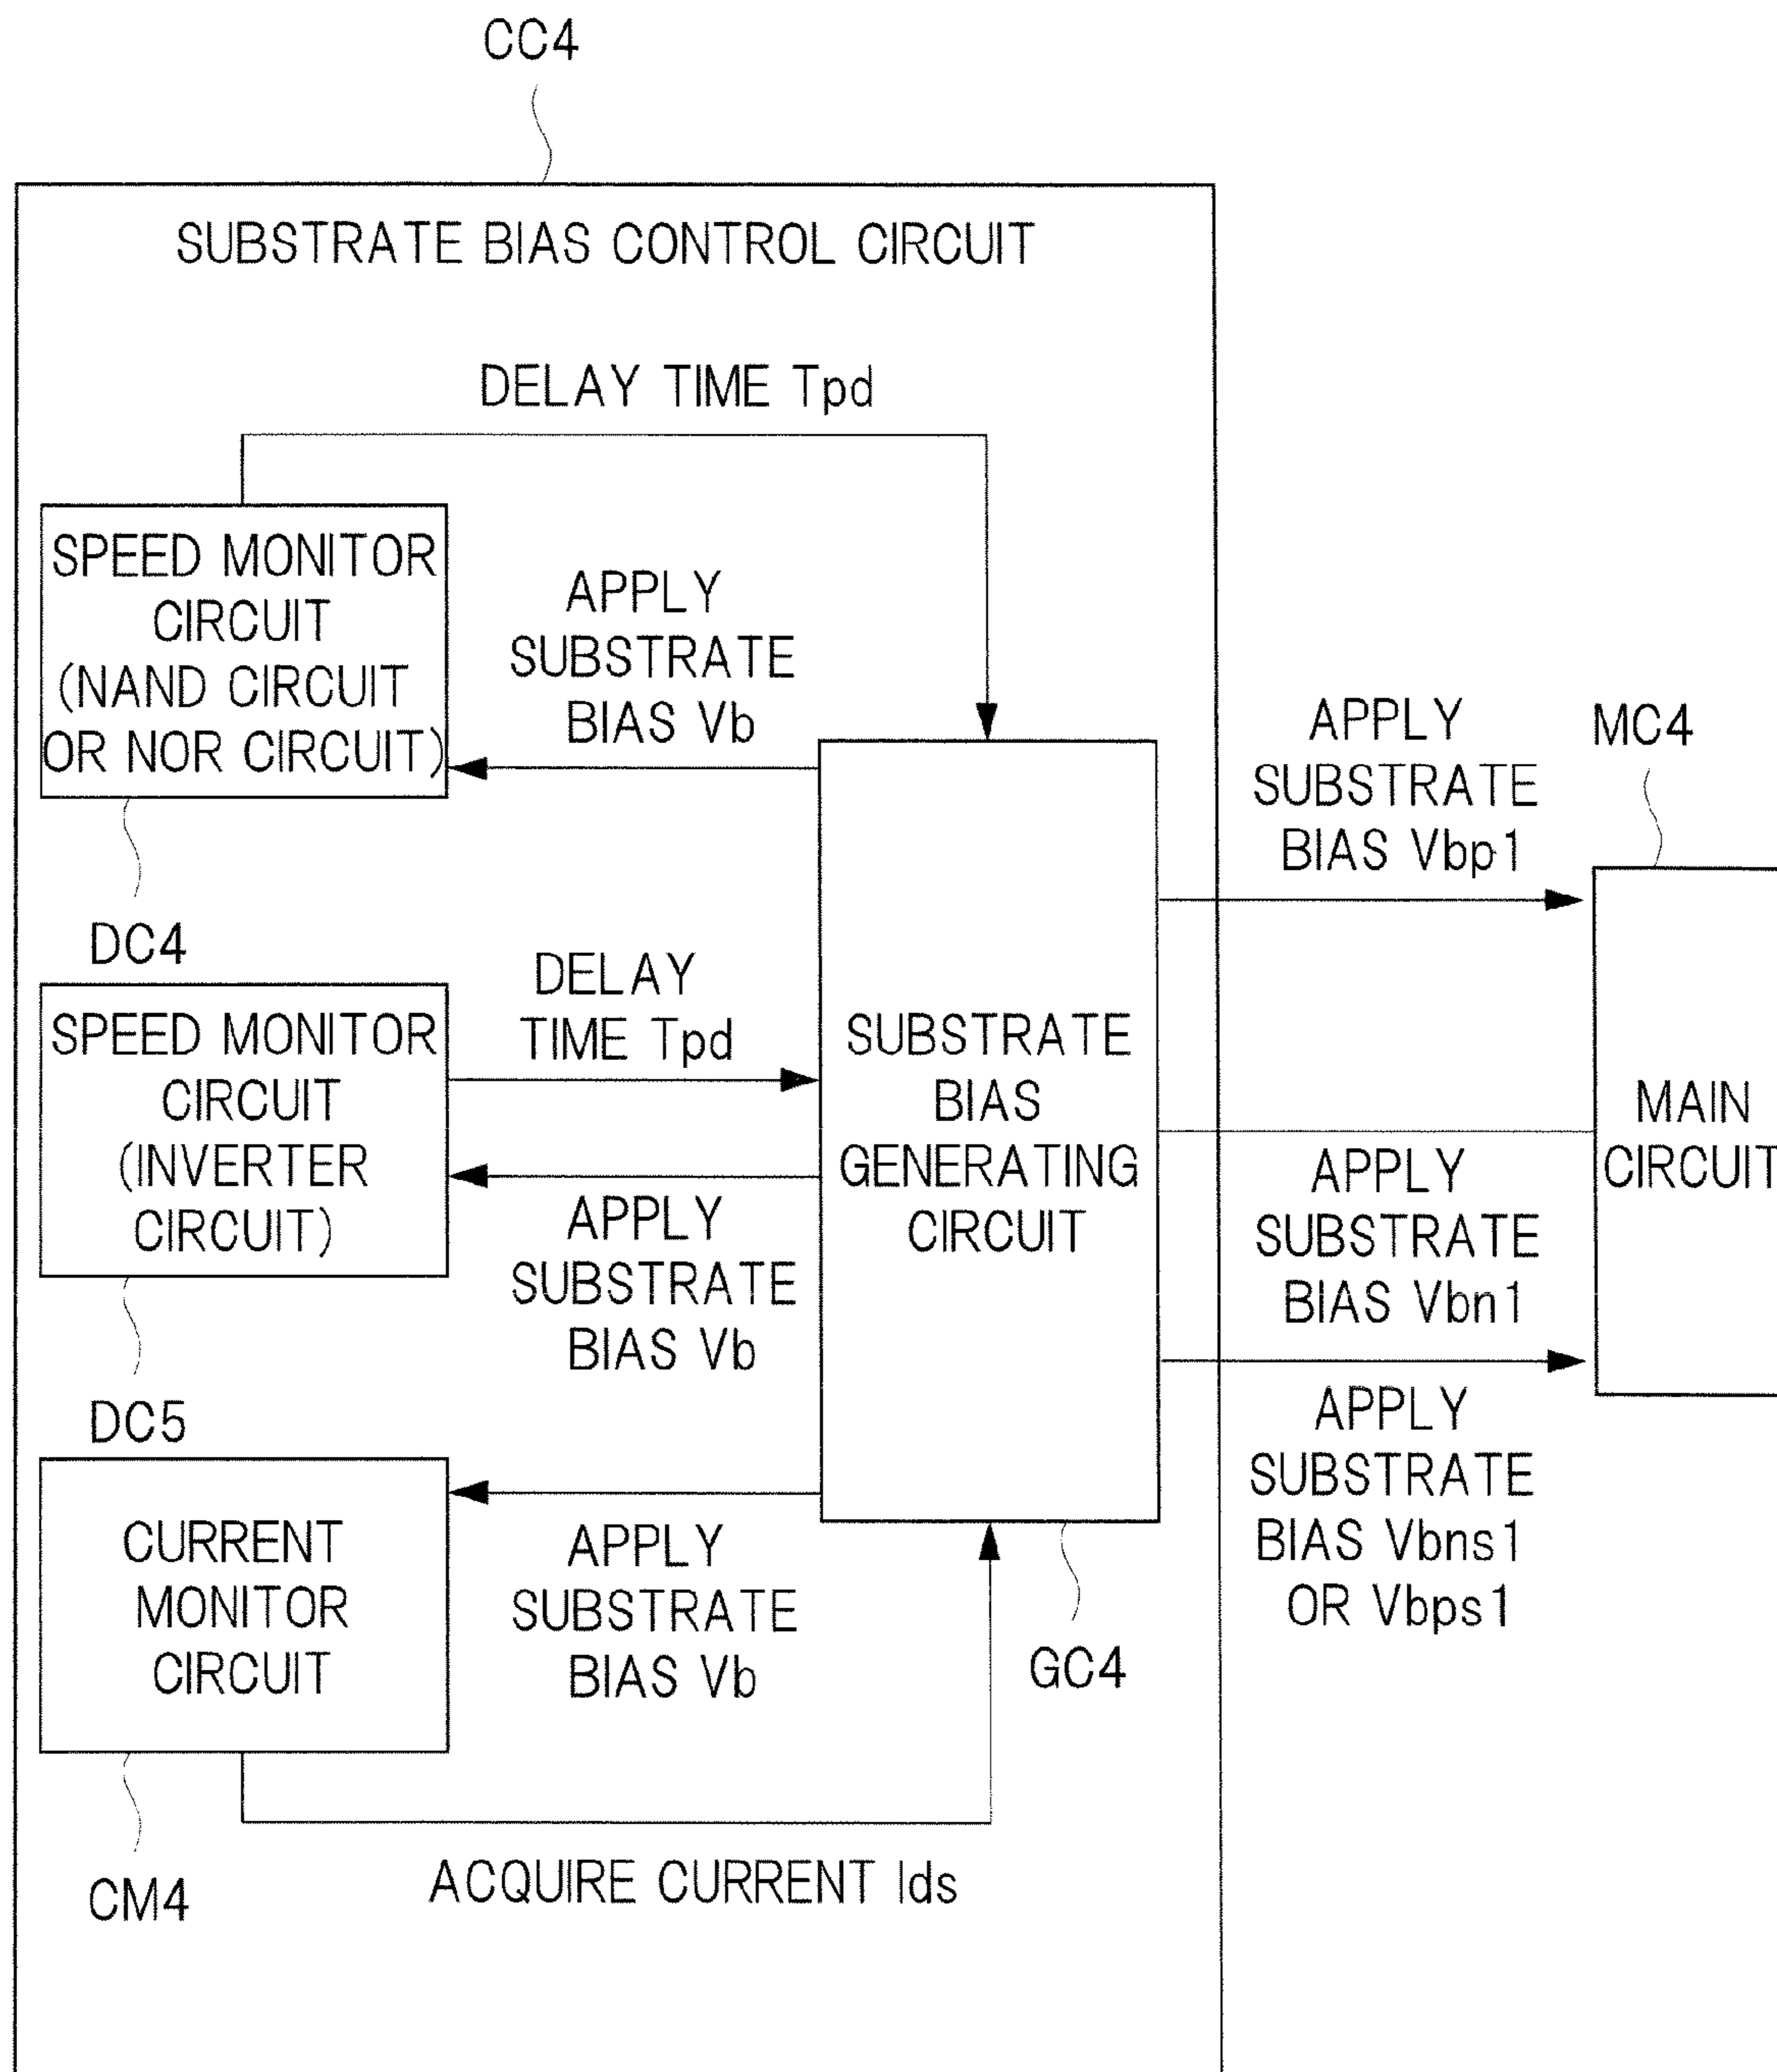 CC4
SUBSTRATE BIAS CONTROL CIRCUIT
DELAY TIME Tpd
SPEED MONITOR
CIRCUIT
(NAND CIRCUIT
OR NOR CIRCUIT)
DC4
APPLY
SUBSTRATE
BIAS Vb
SPEED MONITOR
CIRCUIT
(INVERTER
CIRCUIT)
DC5
DELAY
TIME Tpd
APPLY
SUBSTRATE
BIAS Vb
CURRENT
MONITOR
CIRCUIT
CM4
APPLY
SUBSTRATE
BIAS Vb
ACQUIRE CURRENT Ids
SUBSTRATE
BIAS
GENERATING
CIRCUIT
GC4
APPLY
SUBSTRATE
BIAS Vbp1
APPLY
SUBSTRATE
BIAS Vbn1
APPLY
SUBSTRATE
BIAS Vbns1
OR Vbps1
MC4
MAIN
CIRCUIT